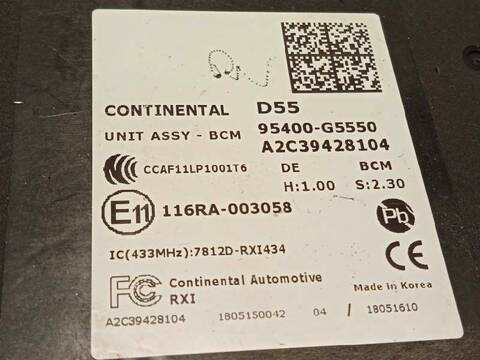 CONTINENTAL D55
UNIT ASSY - BCM 95400-G5550
A2C39428104
CCAF11LP1001T6 DE BCM
H:1.00 S:2.30
E11 116RA-003058 Pb
IC(433MHz):7812D-RXI434
FC Continental Automotive CE
RXI Made in Korea
A2C39428104 1805150042 04 / 18051610